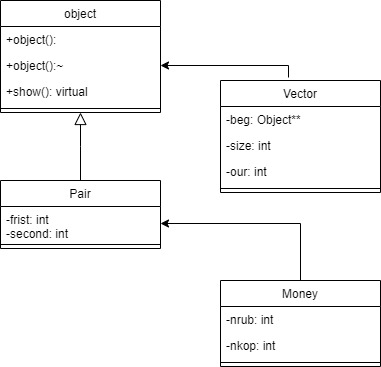 object
+object():
+object():~
+show(): virtual
Vector
-beg: Object**
-size: int
-our: int
Pair
-frist: int
-second: int
Money
-nrub: int
-nkop: int